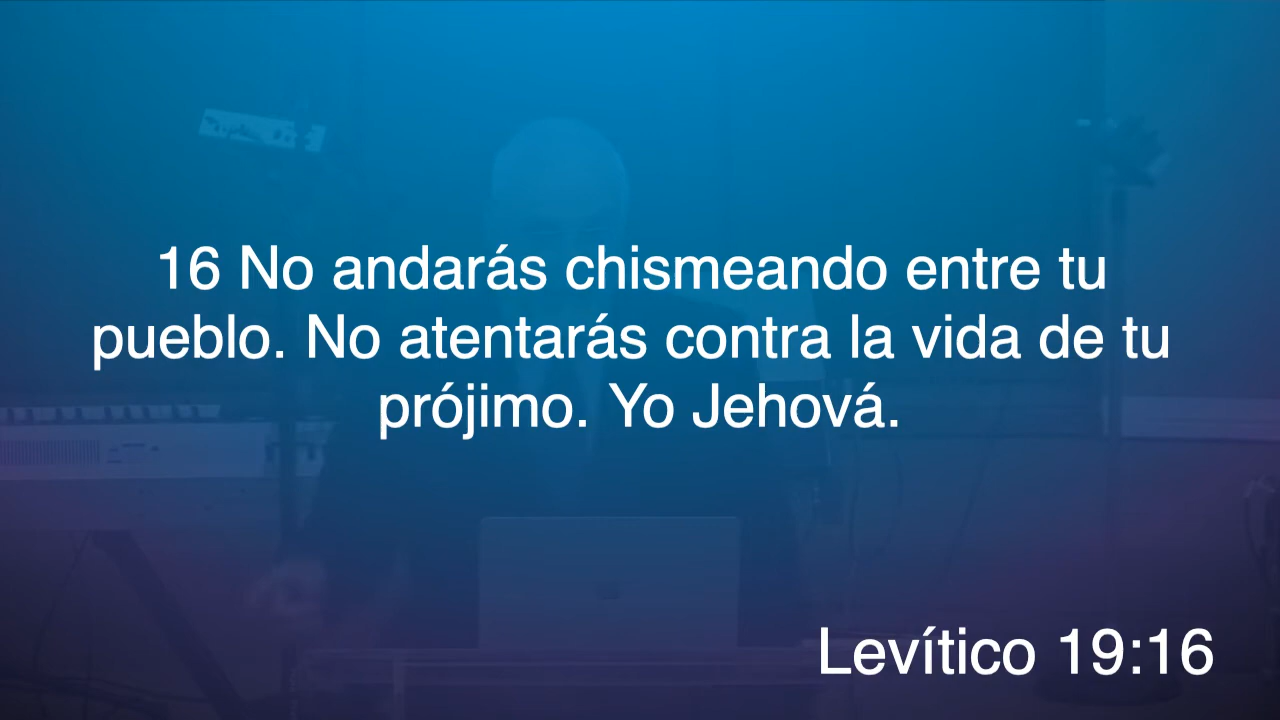 16 No andarás chismeando entre tu
pueblo. No atentarás contra la vida de tu
prójimo. Yo Jehová.
Levítico 19:16